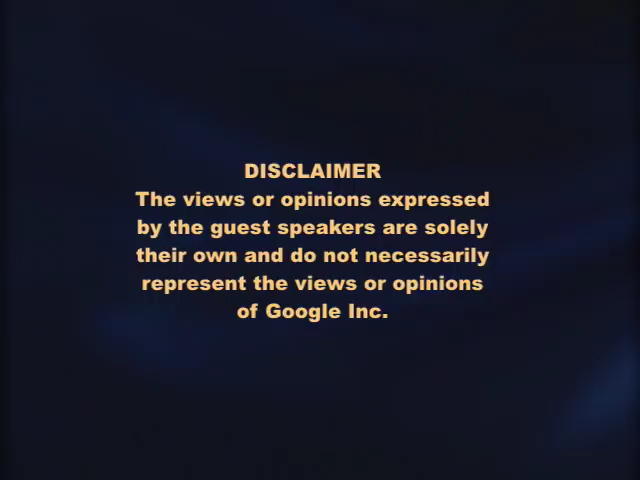 DISCLAIMER
The views or opinions expressed
by the guest speakers are solely
their own and do not necessarily
represent the views or opinions
of Google Inc.